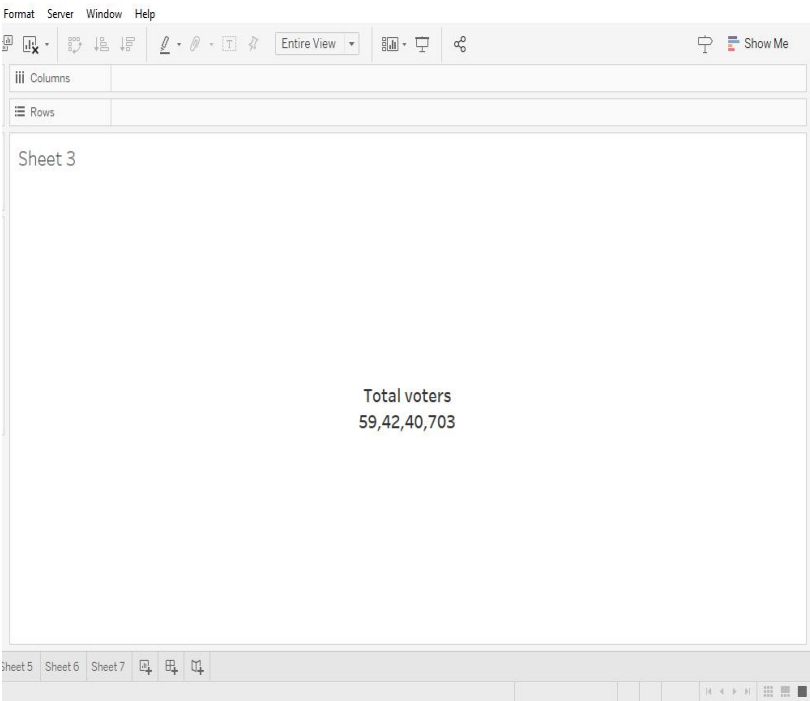 Format Server Window Help
Entire View
Show Me
Columns
Rows
Sheet 3
Total voters
59,42,40,703
Sheet 5 Sheet 6 Sheet 7